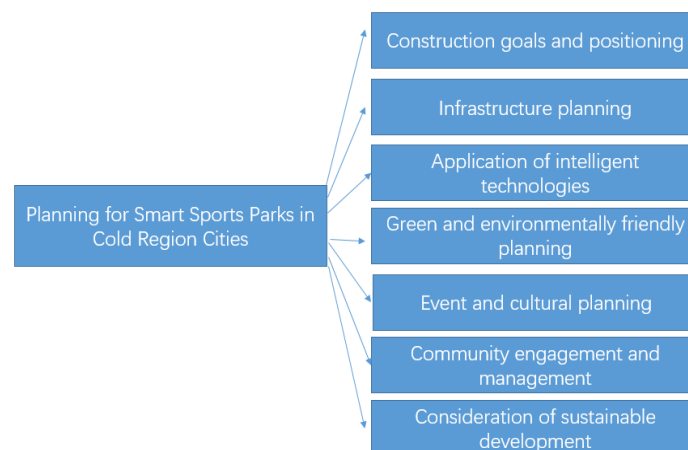 Construction goals and positioning
Infrastructure planning
Application of intelligent
technologies
Planning for Smart Sports Parks in
Cold Region Cities
Green and environmentally friendly
planning
Event and cultural planning
Community engagement and
management
Consideration of sustainable
development